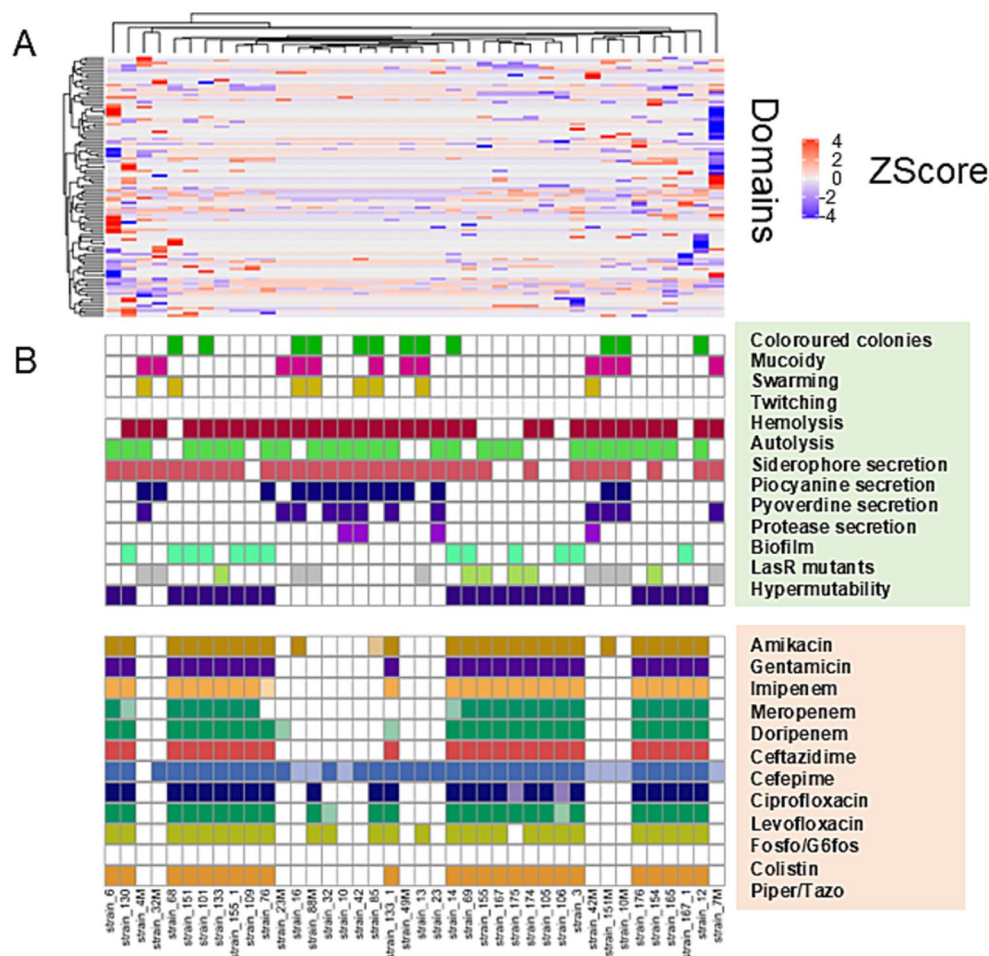 A
4
2
0
-2
-4
Domains
ZScore
B
Coloroured colonies
Mucoidy
Swarming
Twitching
Hemolysis
Autolysis
Siderophore secretion
Piocyanine secretion
Pyoverdine secretion
Protease secretion
Biofilm
LasR mutants
Hypermutability
Amikacin
Gentamicin
Imipenem
Meropenem
Doripenem
Ceftazidime
Cefepime
Ciprofloxacin
Levofloxacin
Fosfo/G6fos
Colistin
Piper/Tazo
strain_6
strain_130
strain_4M
strain_32M
strain_68
strain_151
strain_101
strain_133
strain_155_1
strain_109
strain_76
strain_23M
strain_16
strain_88M
strain_32
strain_10
strain_42
strain_85
strain_133_1
strain_49M
strain_13
strain_23
strain_14
strain_69
strain_155
strain_167
strain_175
strain_174
strain_105
strain_106
strain_3
strain_42M
strain_151M
strain_10M
strain_176
strain_154
strain_165
strain_167_1
strain_12
strain_7M